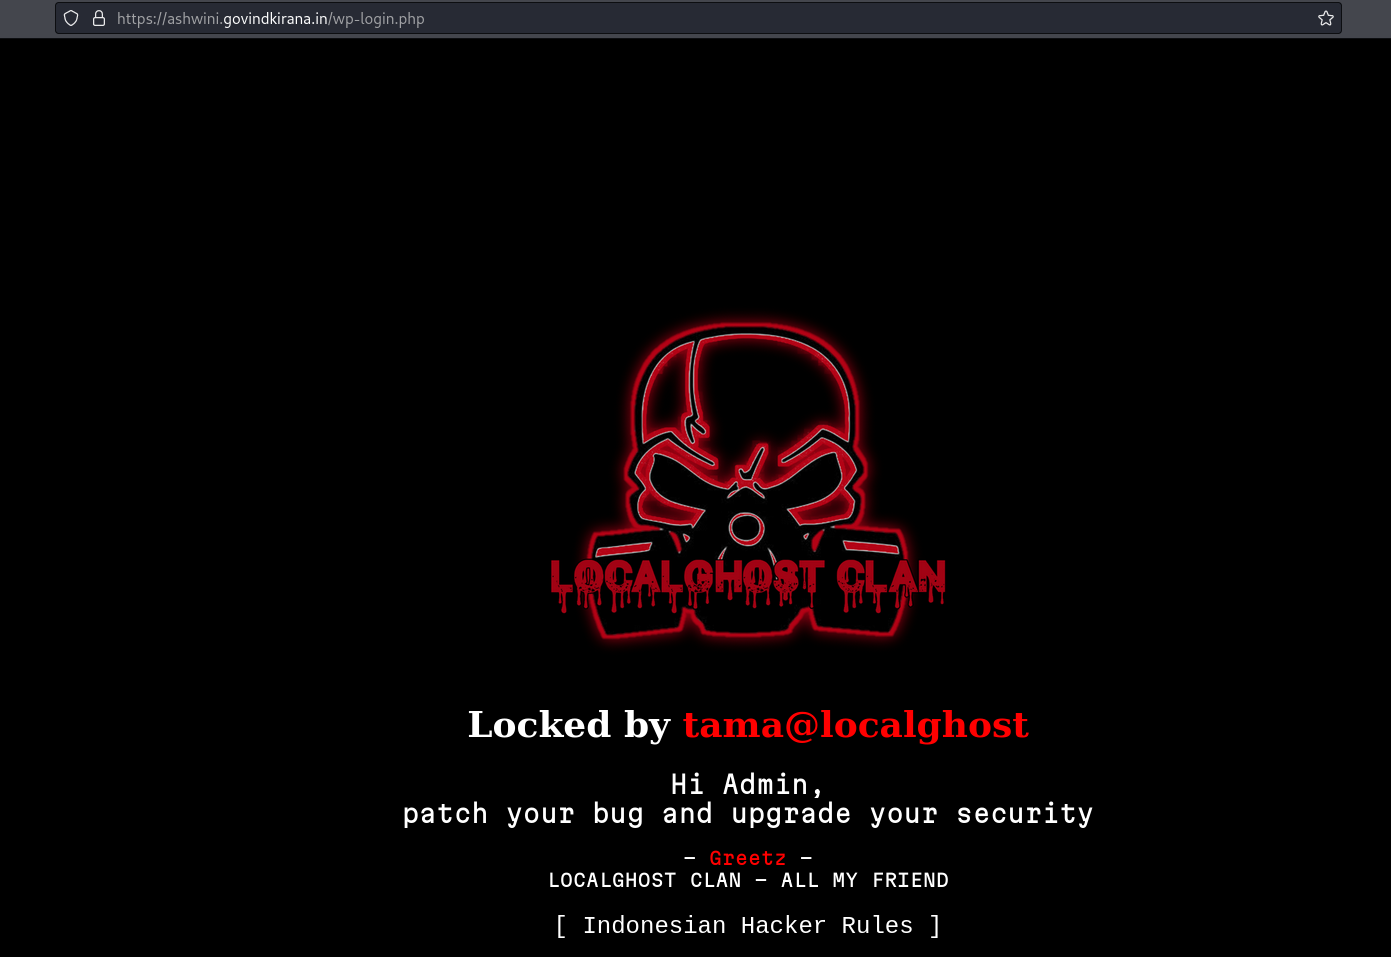 https://ashwini.govindkirana.in/wp-login.php
LOCALGHOST CLAN
Locked by tama@localghost
Hi Admin,
patch your bug and upgrade your security
- Greetz -
LOCALGHOST CLAN - ALL MY FRIEND
[ Indonesian Hacker Rules ]